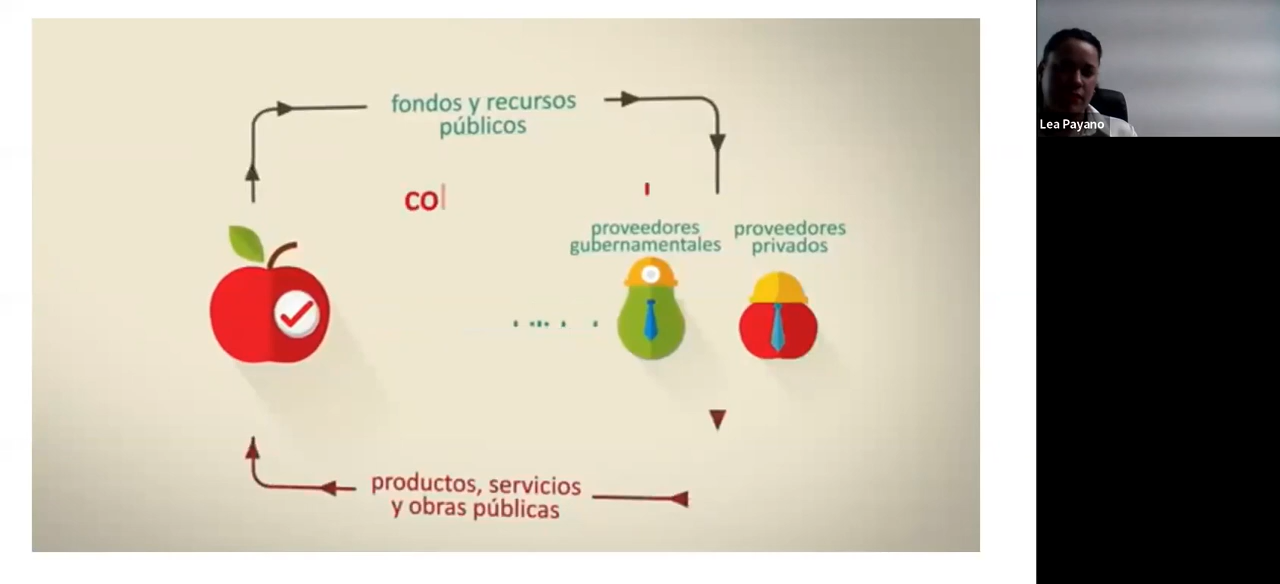 fondos y recursos
públicos
co
proveedores
gubernamentales
proveedores
privados
productos, servicios
y obras públicas
Lea Payano